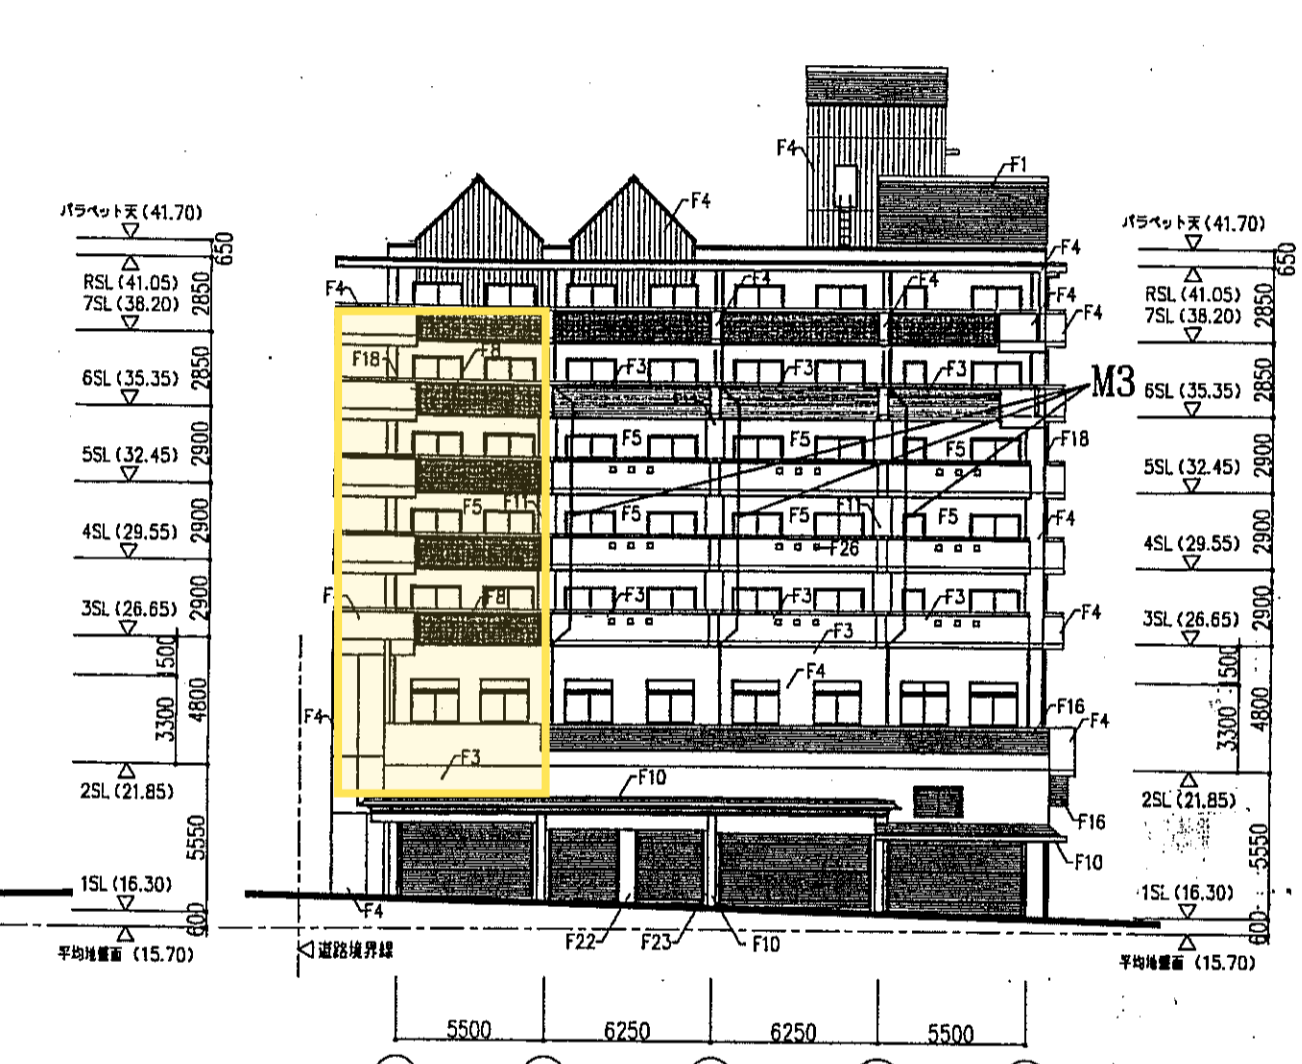 F4
F1
F4
パラペット天(41.70)
650
RSL(41.05)
7SL(38.20)
2850
6SL(35.35)
2850
5SL(32.45)
2900
4SL(29.55)
2900
3SL(26.65)
2900
1500
3300
4800
2SL(21.85)
5550
1SL(16.30)
600
平均地盤面 (15.70)
F4
F4
F4
F4
F4
F4
F18
F8
F3
F3
F3
M3
F5
F5
F5
F18
F5
F11
F5
F5
F11
F5
F4
F26
F8
F3
F3
F3
F4
F3
F4
F4
F16
F4
F3
F10
F16
F10
F4
F22
F23
F10
道路境界線
パラペット天(41.70)
650
RSL(41.05)
7SL(38.20)
2850
6SL(35.35)
2850
5SL(32.45)
2900
4SL(29.55)
2900
3SL(26.65)
2900
1500
3300
4800
2SL(21.85)
5550
1SL(16.30)
600
平均地盤面 (15.70)
5500
6250
6250
5500